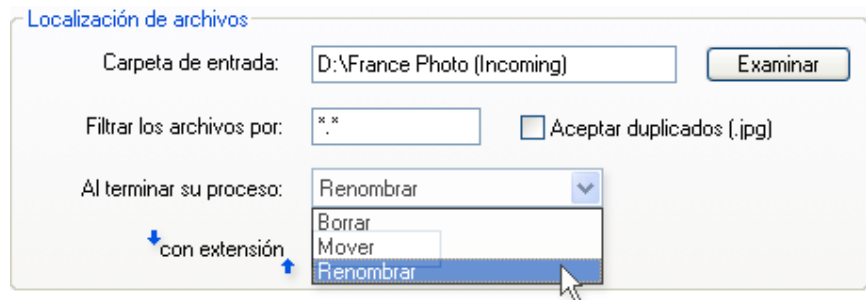 Localización de archivos
Carpeta de entrada: D:\France Photo (Incoming) Examinar
Filtrar los archivos por: *.* Aceptar duplicados (.jpg)
Al terminar su proceso: Renombrar
Borrar
con extensión Mover
Renombrar